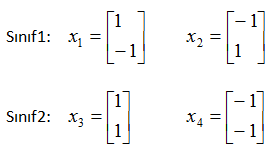 Sınıf1: x₁ = [1 -1] x₂ = [-1 1]
Sınıf2: x₃ = [1 1] x₄ = [-1 -1]